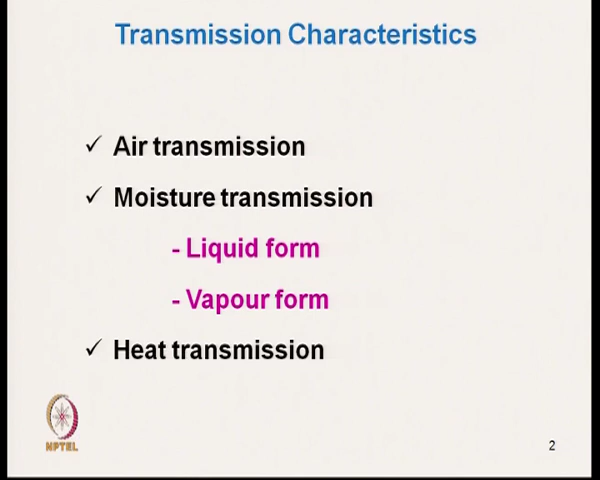 Transmission Characteristics
✓ Air transmission
✓ Moisture transmission
- Liquid form
- Vapour form
✓ Heat transmission
NPTEL
2